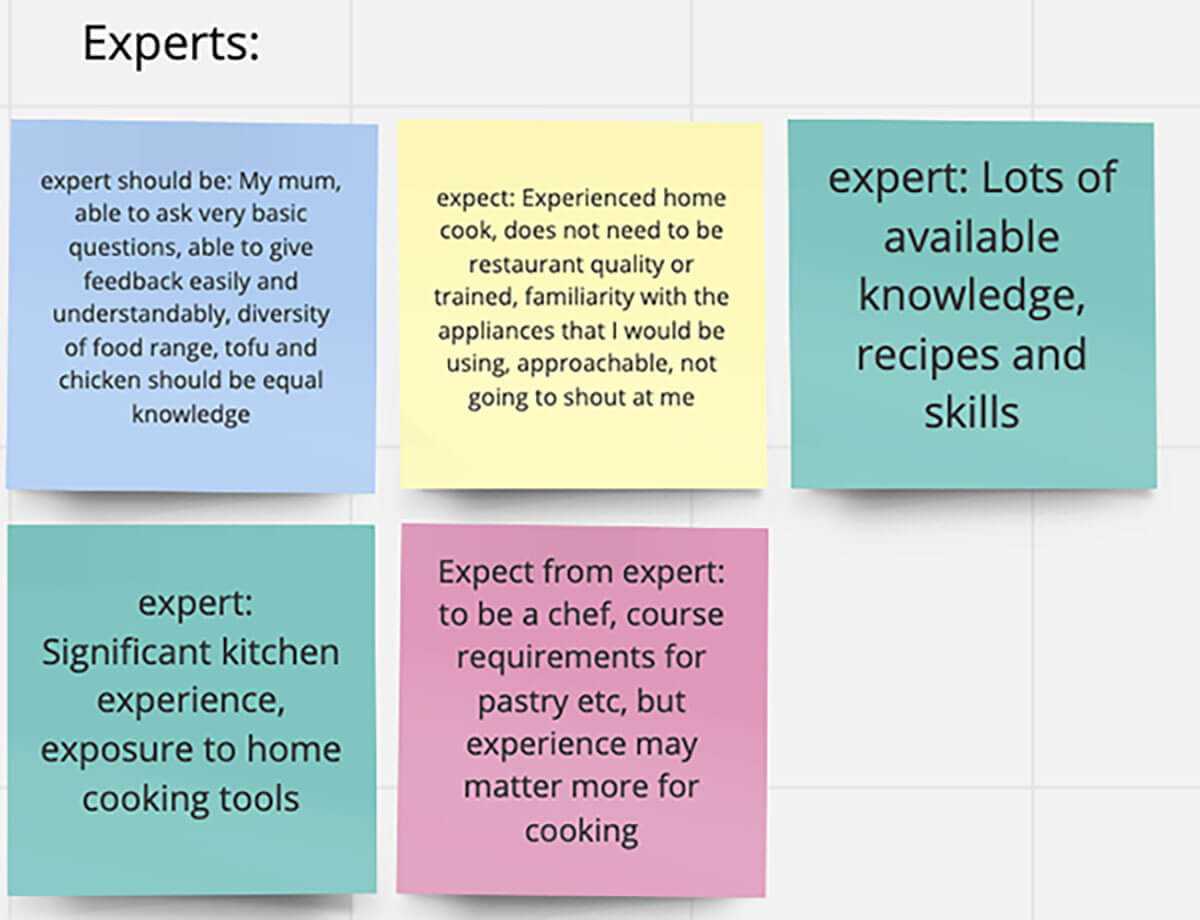 Experts:
expert should be: My mum,
able to ask very basic
questions, able to give
feedback easily and
understandably, diversity
of food range, tofu and
chicken should be equal
knowledge
expect: Experienced home
cook, does not need to be
restaurant quality or
trained, familiarity with the
appliances that I would be
using, approachable, not
going to shout at me
expert: Lots of
available
knowledge,
recipes and
skills
expert:
Significant kitchen
experience,
exposure to home
cooking tools
Expect from expert:
to be a chef, course
requirements for
pastry etc, but
experience may
matter more for
cooking